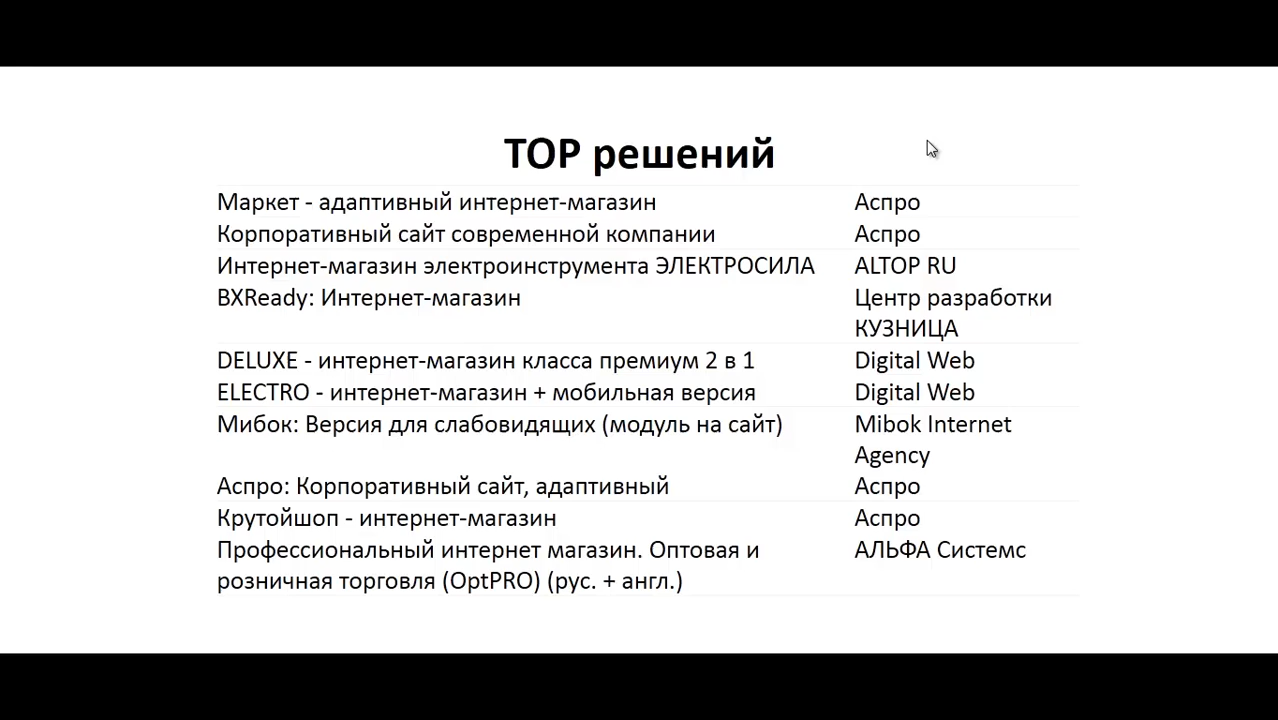 TOP решений
Маркет - адаптивный интернет-магазин Аспро
Корпоративный сайт современной компании Аспро
Интернет-магазин электроинструмента ЭЛЕКТРОСИЛА ALTOP RU
BXReady: Интернет-магазин Центр разработки
КУЗНИЦА
DELUXE - интернет-магазин класса премиум 2 в 1 Digital Web
ELECTRO - интернет-магазин + мобильная версия Digital Web
Мибок: Версия для слабовидящих (модуль на сайт) Mibok Internet
Agency
Аспро: Корпоративный сайт, адаптивный Аспро
Крутойшоп - интернет-магазин Аспро
Профессиональный интернет магазин. Оптовая и АЛЬФА Системс
розничная торговля (OptPRO) (рус. + англ.)